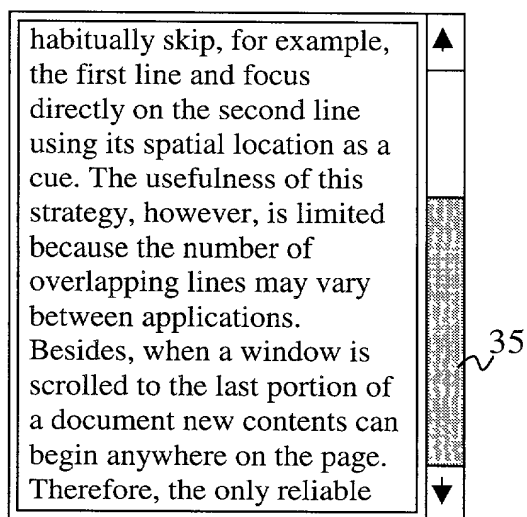 habitually skip, for example,
the first line and focus
directly on the second line
using its spatial location as a
cue. The usefulness of this
strategy, however, is limited
because the number of
overlapping lines may vary
between applications.
Besides, when a window is
scrolled to the last portion of
a document new contents can
begin anywhere on the page.
Therefore, the only reliable
35